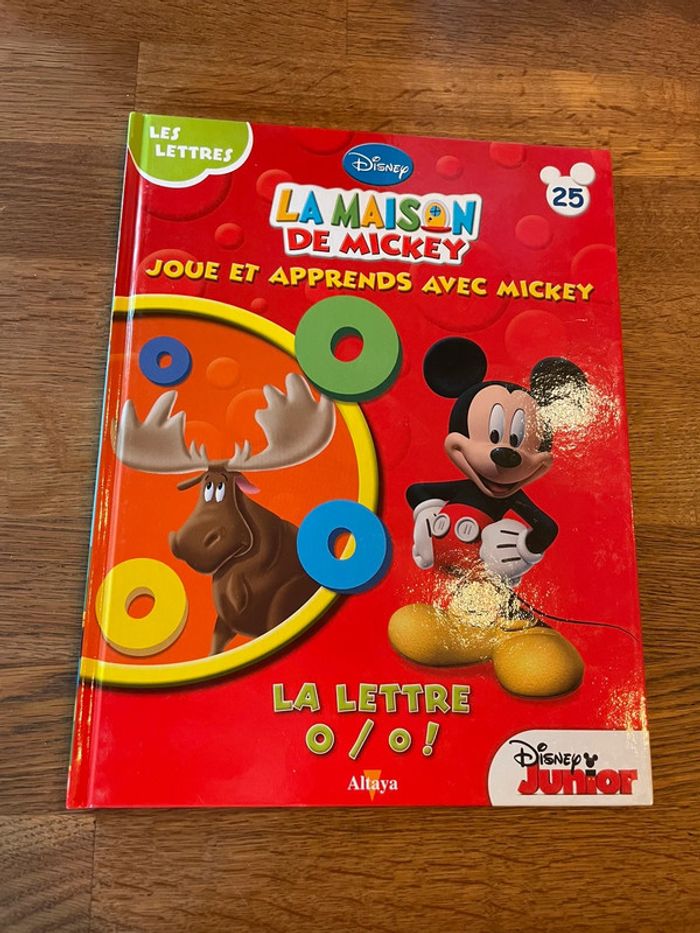 LES
LETTRES
Disney
25
LA MAISON
DE MICKEY
JOUE ET APPRENDS AVEC MICKEY
LA LETTRE
O / o !
Altaya
Disney
Junior